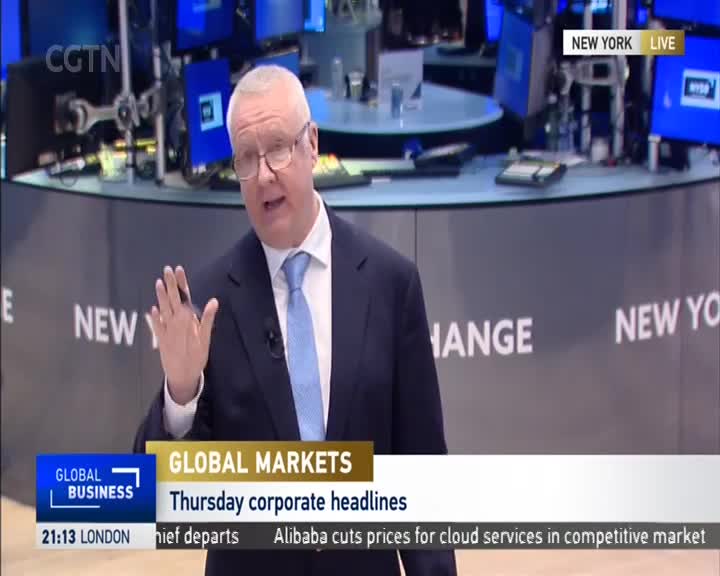 CGTN
NEW YORK LIVE
NYSE
E
NEW Y
HANGE
NEW YO
GLOBAL MARKETS
GLOBAL
BUSINESS
Thursday corporate headlines
21:13 LONDON
hief departs Alibaba cuts prices for cloud services in competitive market